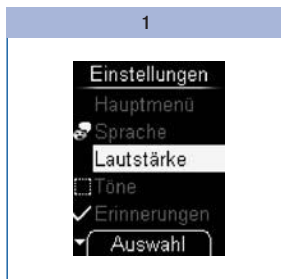 1
Einstellungen
Hauptmenü
Sprache
Lautstärke
Töne
Erinnerungen
Auswahl